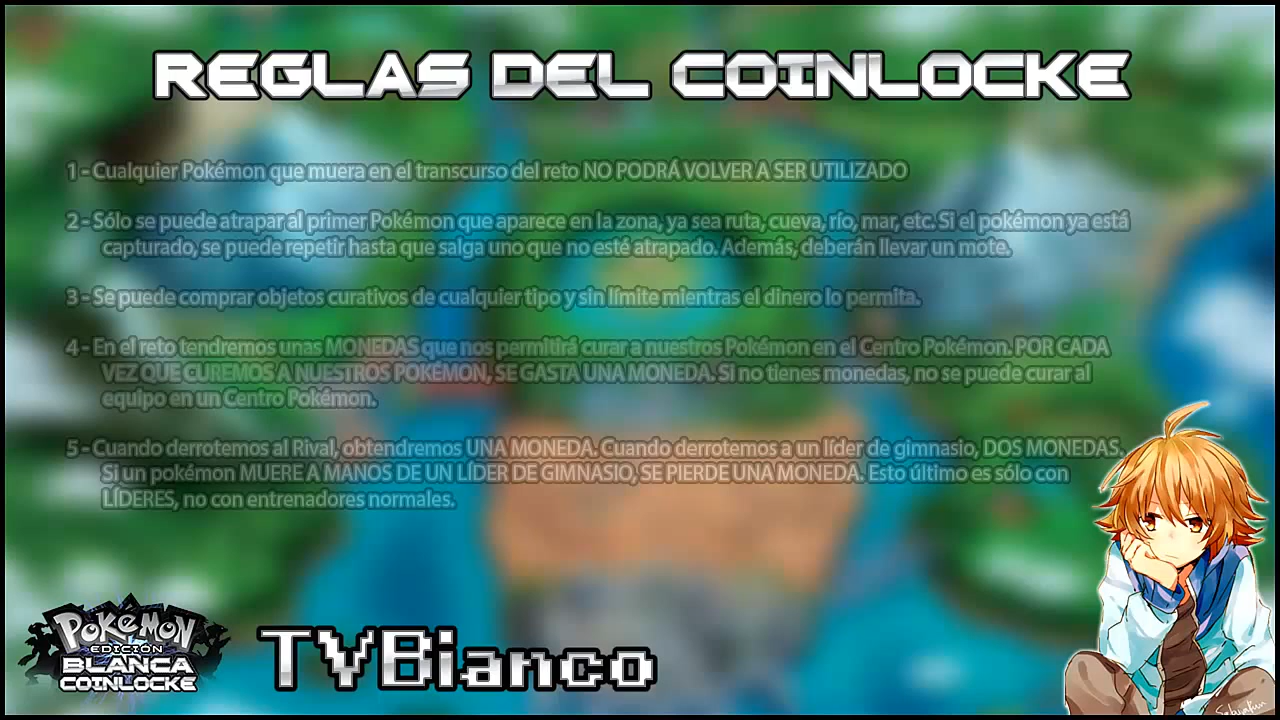 REGLAS DEL COINLOCKE
1- Cualquier Pokémon que muera en el transcurso del reto NO PODRÁ VOLVER A SER UTILIZADO
2- Sólo se puede atrapar al primer Pokémon que aparece en la zona, ya sea ruta, cueva, río, mar, etc. Si el pokémon ya está
capturado, se puede repetir hasta que salga uno que no esté atrapado. Además, deberán llevar un mote.
3- Se puede comprar objetos curativos de cualquier tipo y sin límite mientras el dinero lo permita.
4- En el reto tendremos unas MONEDAS que nos permitirá curar a nuestros Pokémon en el Centro Pokémon. POR CADA
VEZ QUE CUREMOS A NUESTROS POKEMON, SE GASTA UNA MONEDA. Si no tienes monedas, no se puede curar al
equipo en un Centro Pokémon.
5- Cuando derrotemos al Rival, obtendremos UNA MONEDA. Cuando derrotemos a un líder de gimnasio, DOS MONEDAS.
Si un pokémon MUERE A MANOS DE UN LÍDER DE GIMNASIO, SE PIERDE UNA MONEDA. Esto último es sólo con
LÍDERES, no con entrenadores normales.
POKéMON
EDICIÓN
BLANCA
COINLOCKE
TVBianco